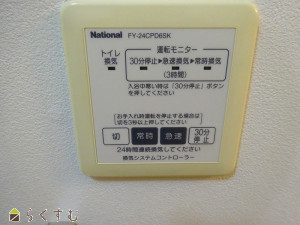 National FY-24CPD6SK
トイレ
換気
運転モニター
30分停止▶急速換気▶常時換気
(3時間)
入浴中寒い時は「30分停止」ボタン
を押してください
お手入れ時運転を停止する場合は
切を3秒以上押してください
切 常時 急速 30分
停止
24時間連続換気してください
換気システムコントローラー
らくすむ